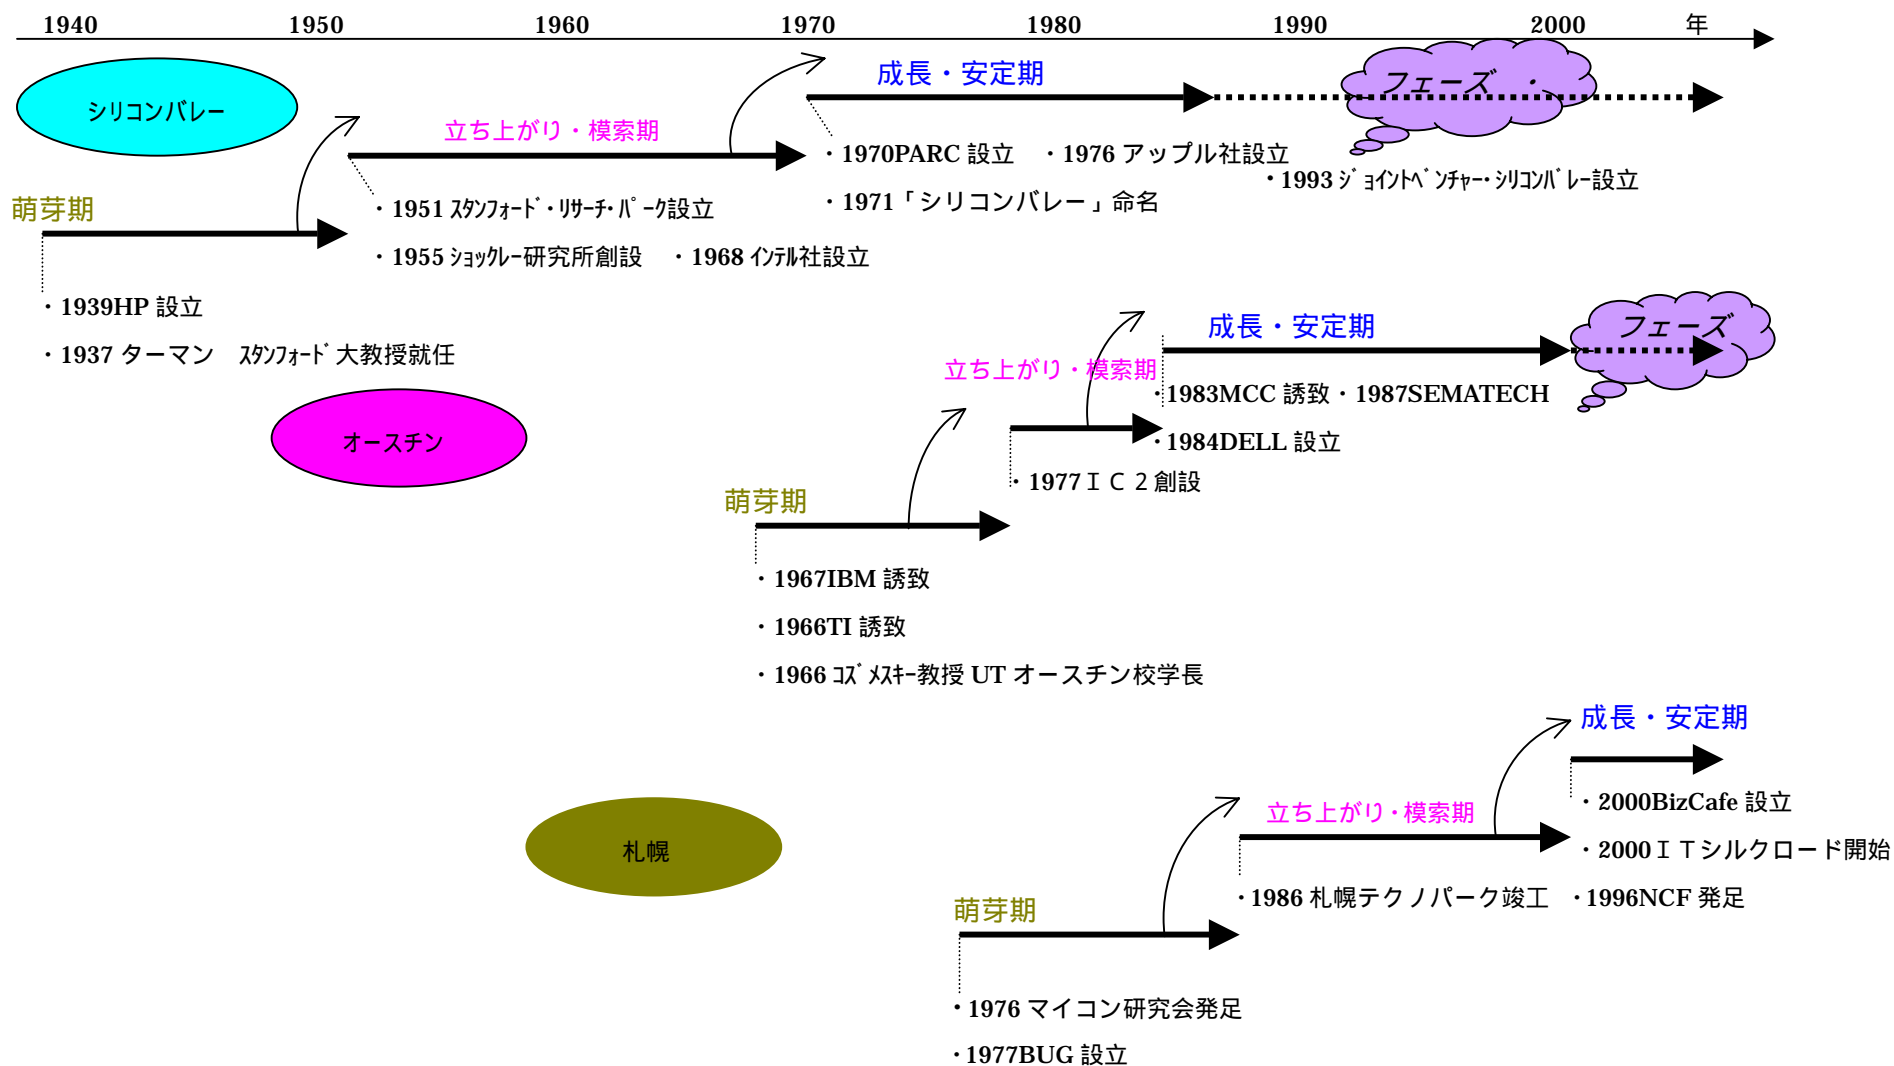 1940 1950 1960 1970 1980 1990 2000 年
シリコンバレー
成長・安定期
フェーズ ・
立ち上がり・模索期
・1970PARC 設立 ・1976 アップル社設立
・1993 ｼﾞｮｲﾝﾄﾍﾞﾝﾁｬｰ･ｼﾘｺﾝﾊﾞﾚｰ設立
・1971「シリコンバレー」命名
萌芽期
・1951 ｽﾀﾝﾌｫｰﾄﾞ・ﾘｻｰﾁ･ﾊﾟｰｸ設立
・1955 ｼｮｯｸﾚｰ研究所創設 ・1968 ｲﾝﾃﾙ社設立
・1939HP 設立
・1937 ターマン ｽﾀﾝﾌｫｰﾄﾞ大教授就任
オースチン
成長・安定期
フェーズ
立ち上がり・模索期
・1983MCC 誘致・1987SEMATECH
・1984DELL 設立
・1977ＩＣ２創設
萌芽期
・1967IBM 誘致
・1966TI 誘致
・1966 ｺｽﾞﾒｽｷｰ教授 UT オースチン校学長
札幌
成長・安定期
・2000BizCafe 設立
・2000ＩＴシルクロード開始
立ち上がり・模索期
・1986 札幌テクノパーク竣工 ・1996NCF 発足
萌芽期
・1976 マイコン研究会発足
・1977BUG 設立